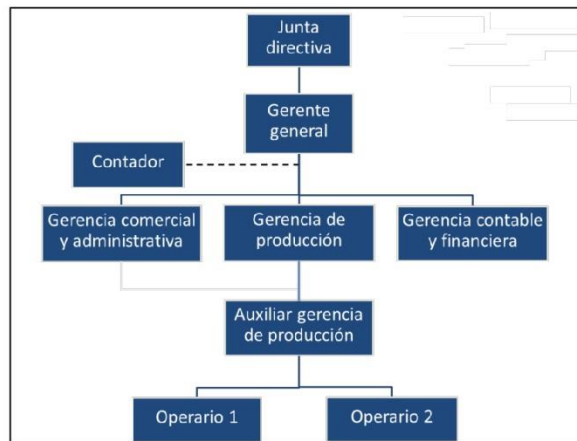 Junta
directiva
Gerente
general
Contador
Gerencia comercial
y administrativa
Gerencia de
producción
Gerencia contable
y financiera
Auxiliar gerencia
de producción
Operario 1
Operario 2